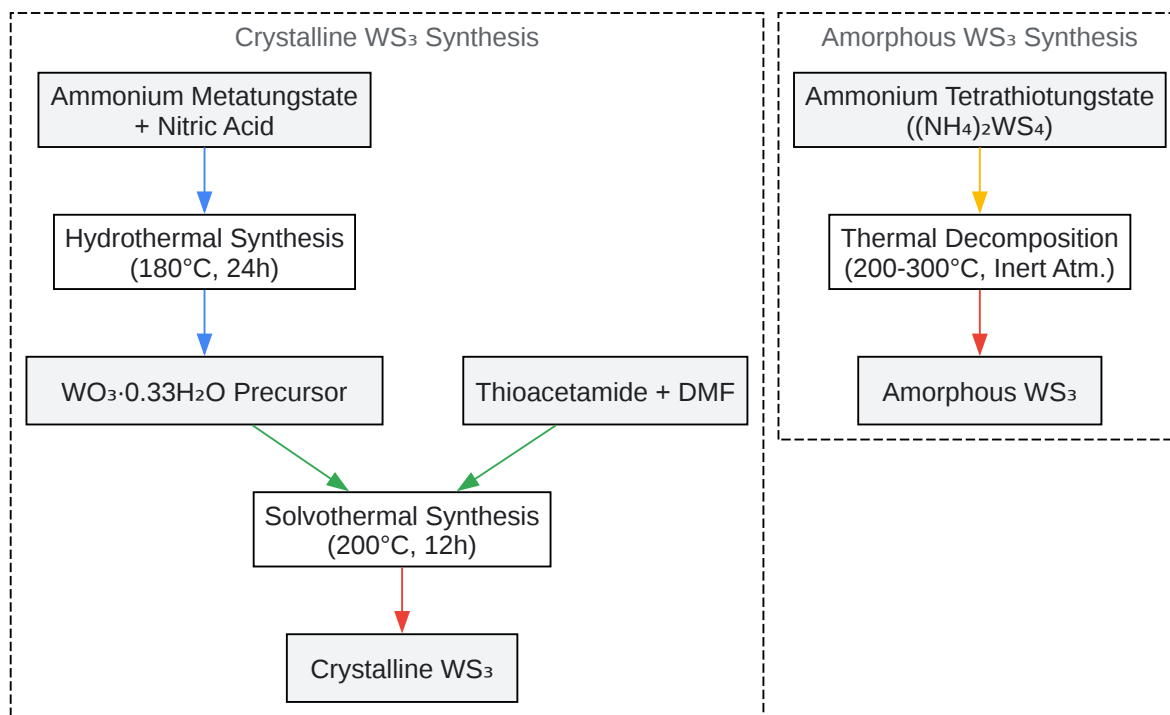 Crystalline WS₃ Synthesis
Ammonium Metatungstate
+ Nitric Acid
Hydrothermal Synthesis
(180°C, 24h)
WO₃·0.33H₂O Precursor
Thioacetamide + DMF
Solvothermal Synthesis
(200°C, 12h)
Crystalline WS₃
Amorphous WS₃ Synthesis
Ammonium Tetrathiotungstate
((NH₄)₂WS₄)
Thermal Decomposition
(200-300°C, Inert Atm.)
Amorphous WS₃